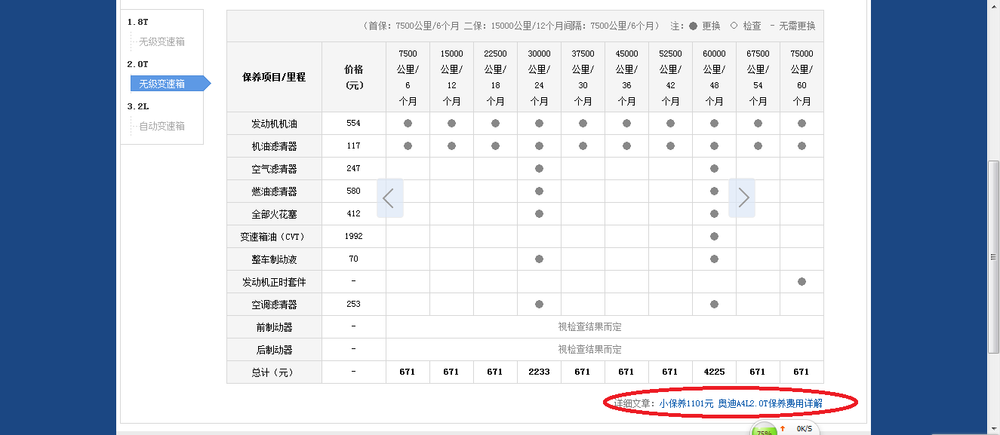 1.8T
无级变速箱
2.0T
无级变速箱
3.2L
自动变速箱
(首保：7500公里/6个月 二保：15000公里/12个月间隔：7500公里/6个月) 注：● 更换 ○ 检查 - 无需更换
保养项目/里程 价格(元) 7500公里/6个月 15000公里/12个月 22500公里/18个月 30000公里/24个月 37500公里/30个月 45000公里/36个月 52500公里/42个月 60000公里/48个月 67500公里/54个月 75000公里/60个月
发动机机油 554 ● ● ● ● ● ● ● ● ● ●
机油滤清器 117 ● ● ● ● ● ● ● ● ● ●
空气滤清器 247 ● ●
燃油滤清器 580 ● ●
全部火花塞 412 ● ●
变速箱油（CVT） 1992 ●
整车制动液 70 ● ●
发动机正时套件 - ●
空调滤清器 253 ● ●
前制动器 - 视检查结果而定
后制动器 - 视检查结果而定
总计（元） - 671 671 671 2233 671 671 671 4225 671 671
详细文章：小保养1101元 奥迪A4L2.0T保养费用详解
75% 0K/S